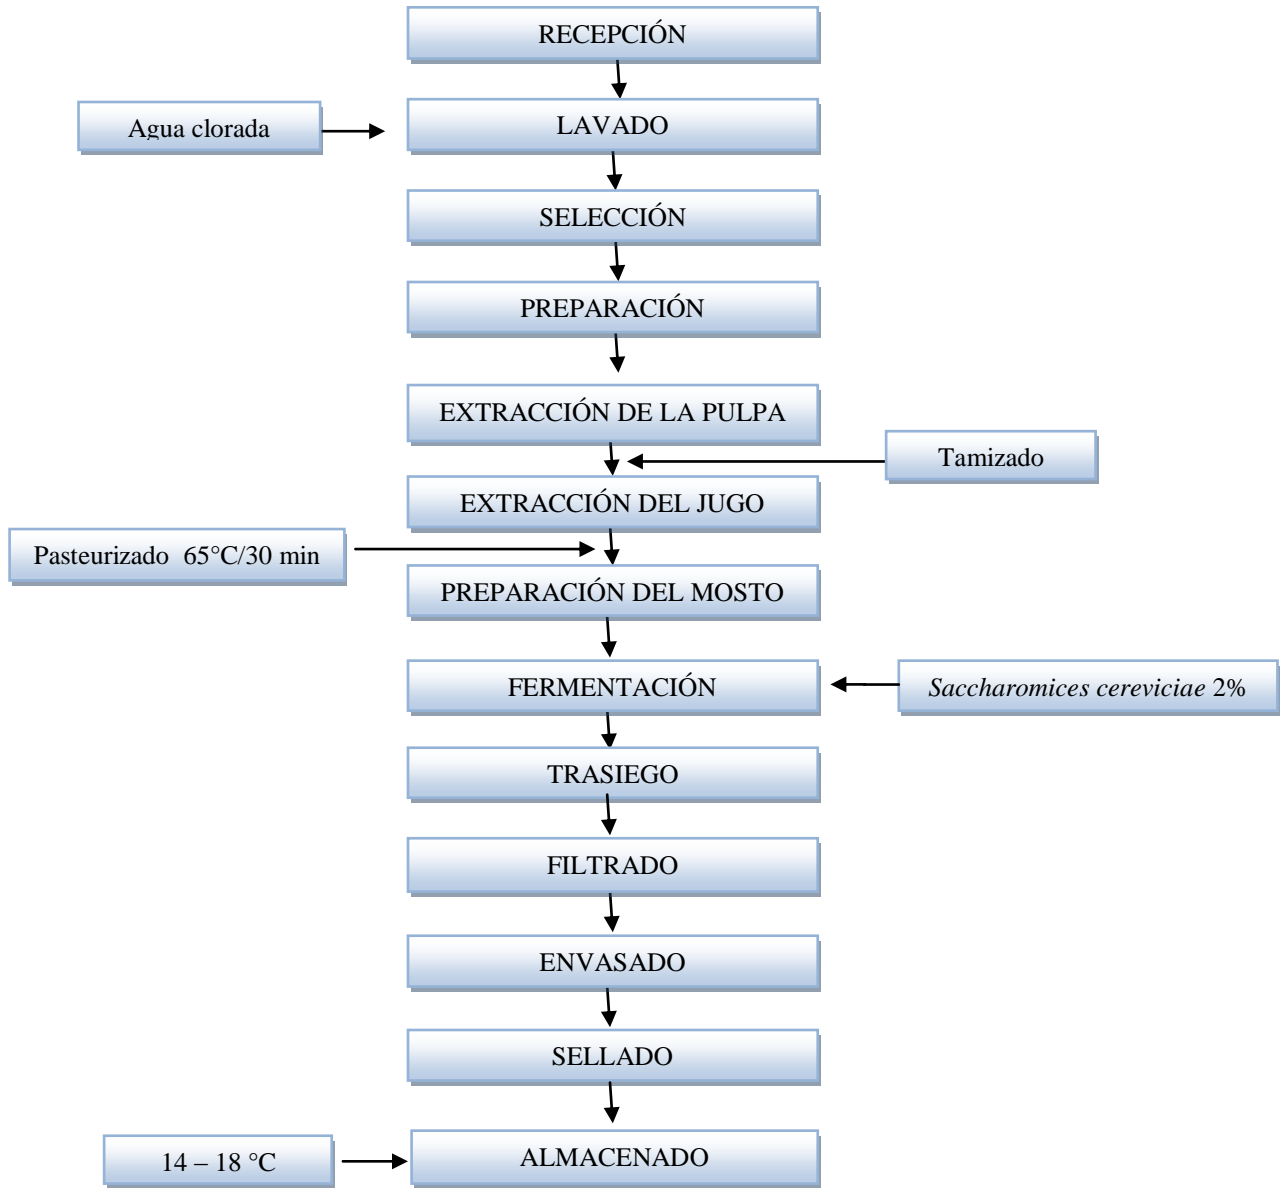 RECEPCIÓN
Agua clorada
LAVADO
SELECCIÓN
PREPARACIÓN
EXTRACCIÓN DE LA PULPA
Tamizado
EXTRACCIÓN DEL JUGO
Pasteurizado 65°C/30 min
PREPARACIÓN DEL MOSTO
FERMENTACIÓN
Saccharomices cereviciae 2%
TRASIEGO
FILTRADO
ENVASADO
SELLADO
14 – 18 °C
ALMACENADO